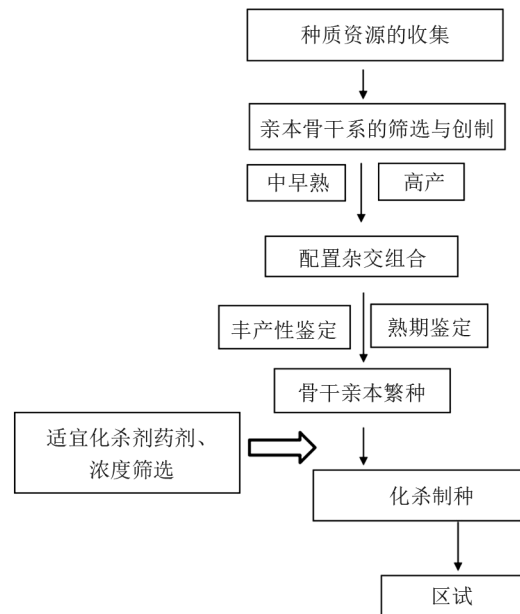 种质资源的收集
亲本骨干系的筛选与创制
中早熟
高产
配置杂交组合
丰产性鉴定
熟期鉴定
骨干亲本繁种
适宜化杀剂药剂、
浓度筛选
化杀制种
区试